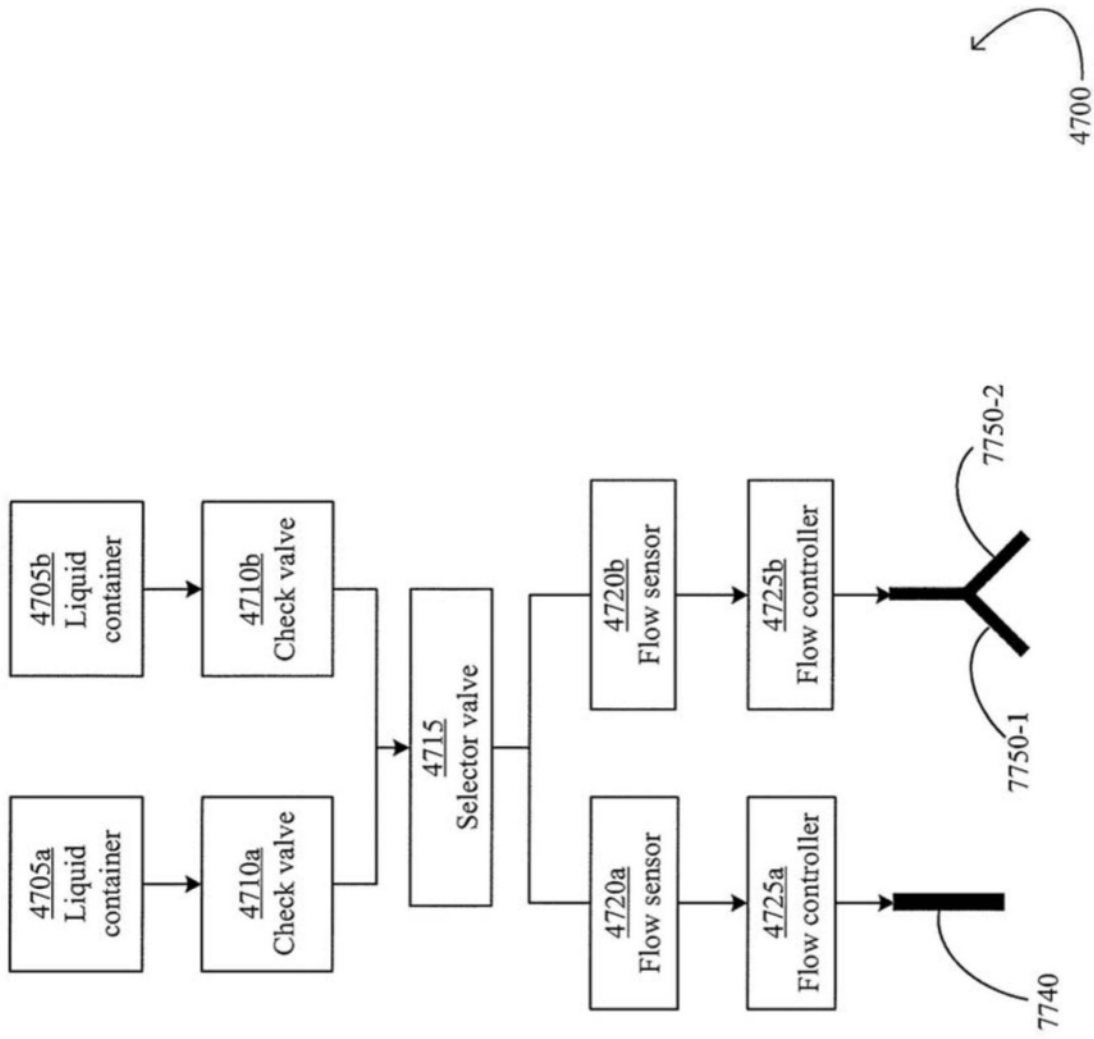 4705a
Liquid
container
4705b
Liquid
container
4710a
Check valve
4710b
Check valve
4715
Selector valve
4720a
Flow sensor
4720b
Flow sensor
4725a
Flow controller
4725b
Flow controller
7740
7750-1
7750-2
4700